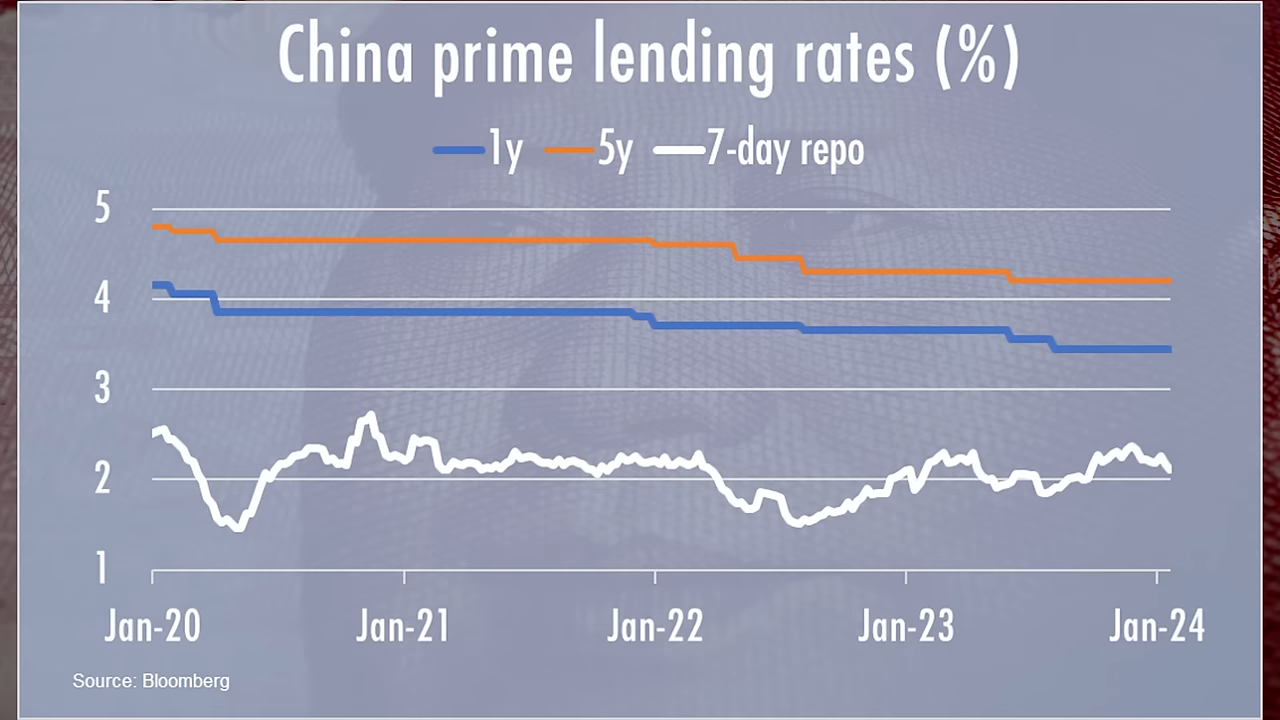 China prime lending rates (%)
1y 5y 7-day repo
5
4
3
2
1
Jan-20 Jan-21 Jan-22 Jan-23 Jan-24
Source: Bloomberg